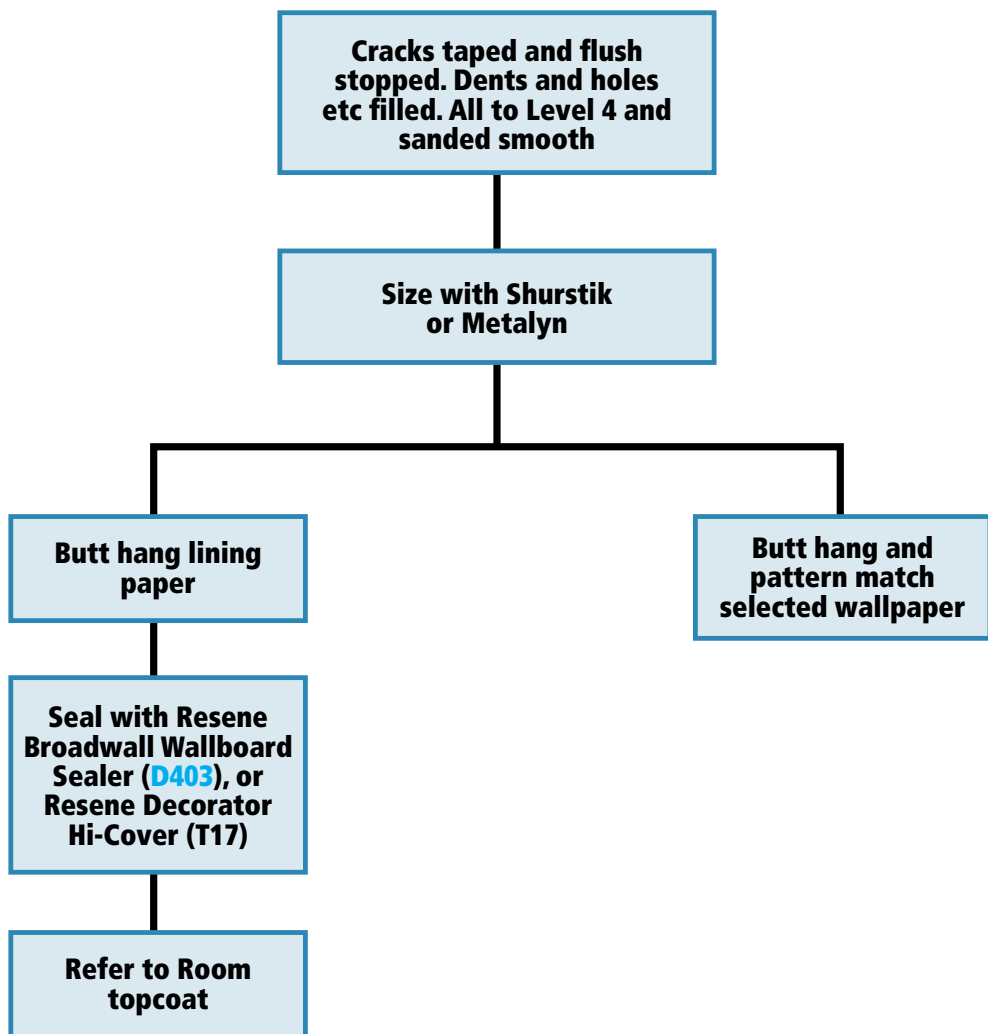 Cracks taped and flush
stopped. Dents and holes
etc filled. All to Level 4 and
sanded smooth
Size with Shurstik
or Metalyn
Butt hang lining
paper
Butt hang and
pattern match
selected wallpaper
Seal with Resene
Broadwall Wallboard
Sealer (D403), or
Resene Decorator
Hi-Cover (T17)
Refer to Room
topcoat